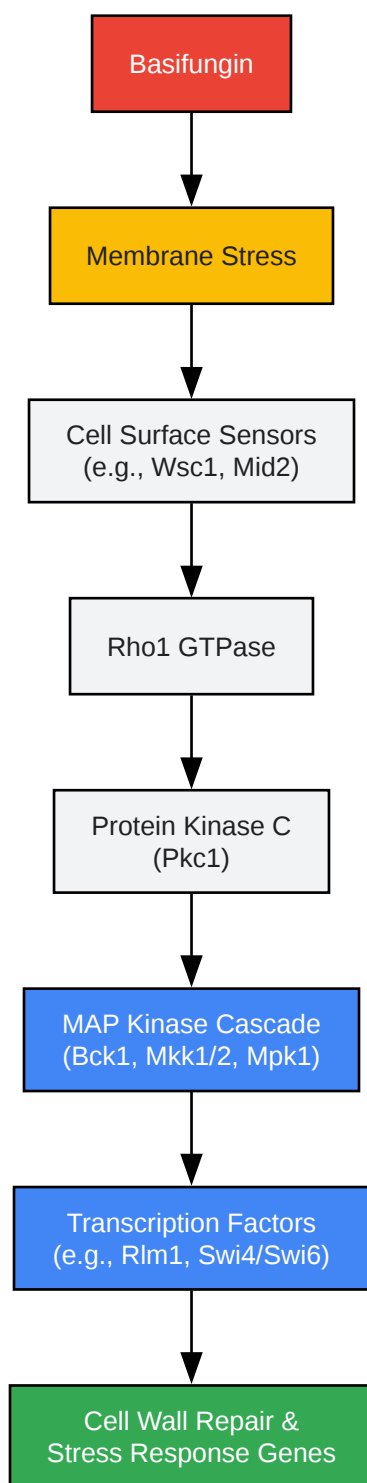 Basifungin
Membrane Stress
Cell Surface Sensors
(e.g., Wsc1, Mid2)
Rho1 GTPase
Protein Kinase C
(Pkc1)
MAP Kinase Cascade
(Bck1, Mkk1/2, Mpk1)
Transcription Factors
(e.g., Rlm1, Swi4/Swi6)
Cell Wall Repair &
Stress Response Genes